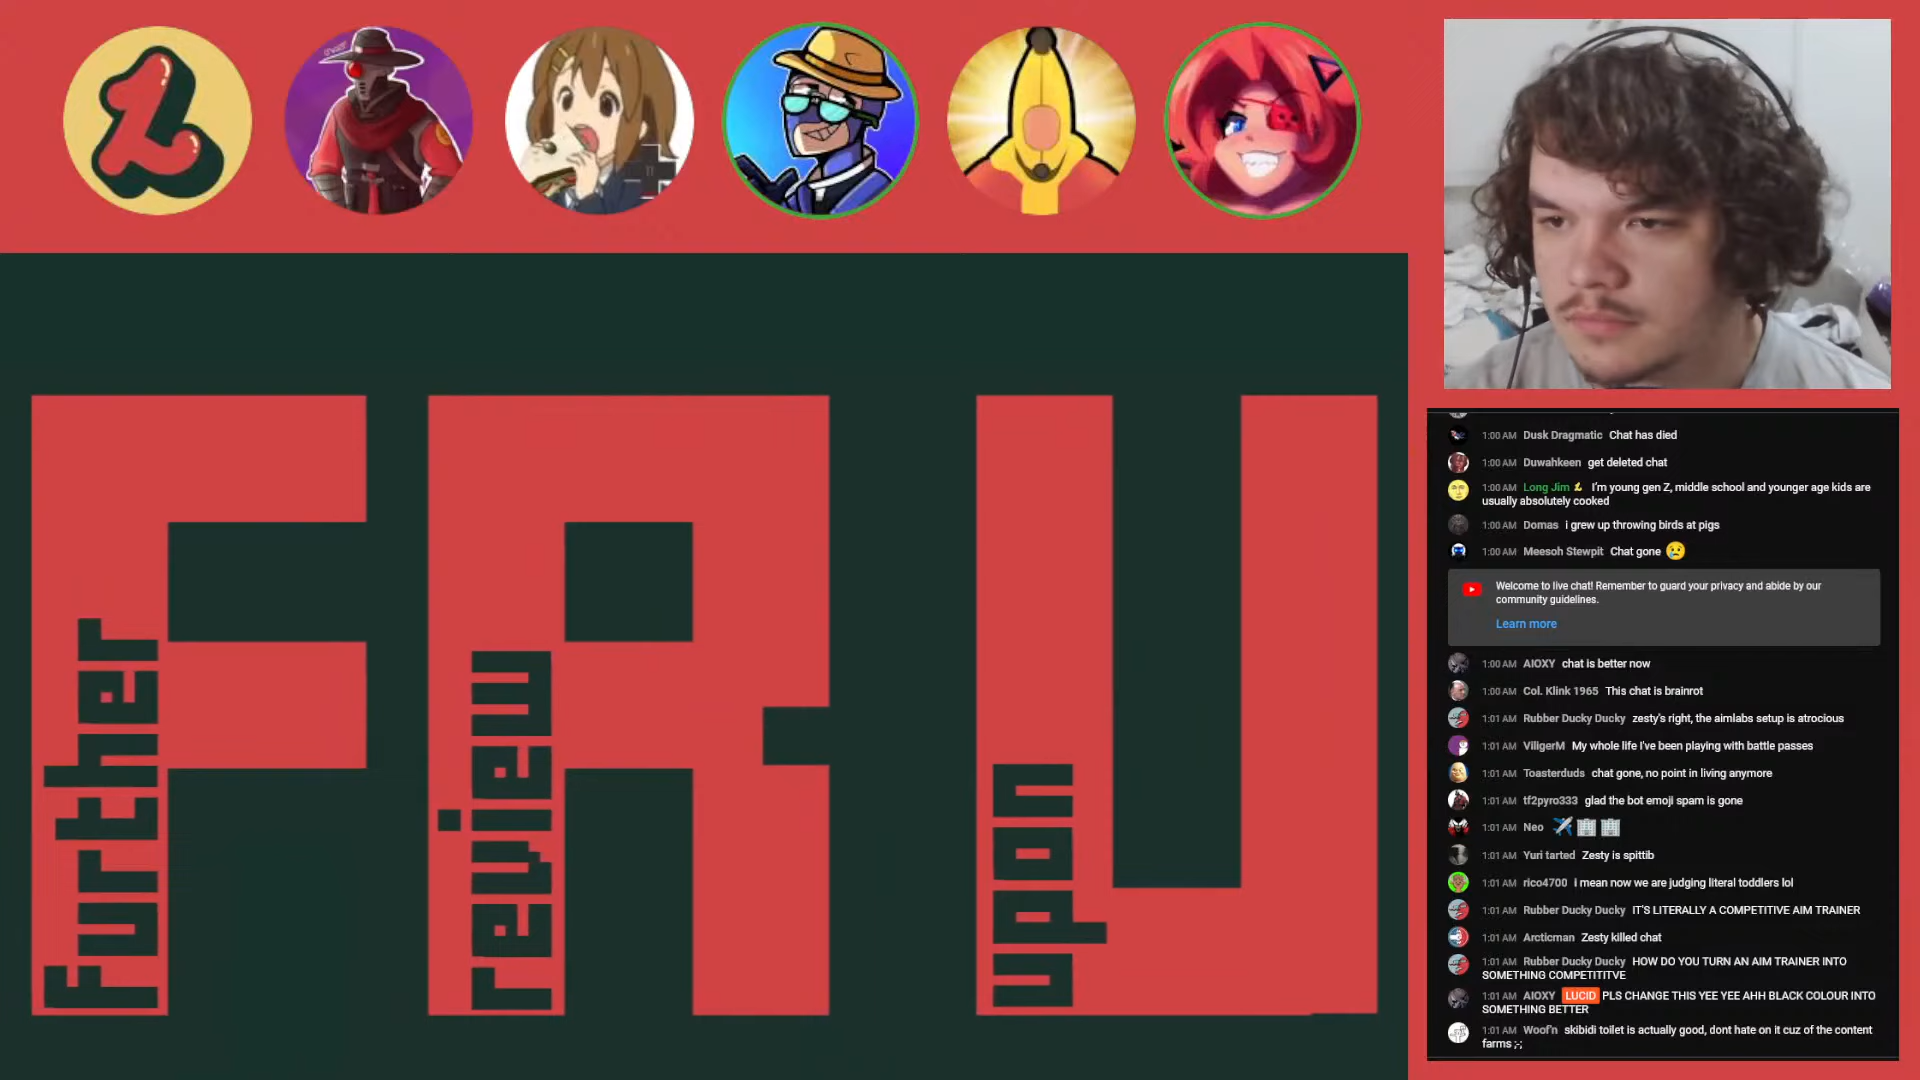 F R U
further
review
upon
1:00 AM Dusk Dragmatic Chat has died
1:00 AM Duwahkeen get deleted chat
1:00 AM Long Jim I'm young gen Z, middle school and younger age kids are
usually absolutely cooked
1:00 AM Domas i grew up throwing birds at pigs
1:00 AM Meesoh Stewpit Chat gone 😢
Welcome to live chat! Remember to guard your privacy and abide by our
community guidelines.
Learn more
1:00 AM AIOXY chat is better now
1:00 AM Col. Klink 1965 This chat is brainrot
1:01 AM Rubber Ducky Ducky zesty's right, the aimlabs setup is atrocious
1:01 AM ViligerM My whole life I've been playing with battle passes
1:01 AM Toasterduds chat gone, no point in living anymore
1:01 AM tf2pyro333 glad the bot emoji spam is gone
1:01 AM Neo ✈️🏢🏢
1:01 AM Yuri tarted Zesty is spittib
1:01 AM rico4700 i mean now we are judging literal toddlers lol
1:01 AM Rubber Ducky Ducky IT'S LITERALLY A COMPETITIVE AIM TRAINER
1:01 AM Arcticman Zesty killed chat
1:01 AM Rubber Ducky Ducky HOW DO YOU TURN AN AIM TRAINER INTO
SOMETHING COMPETITITVE
1:01 AM AIOXY LUCID PLS CHANGE THIS YEE YEE AHH BLACK COLOUR INTO
SOMETHING BETTER
1:01 AM Woof'n skibidi toilet is actually good, dont hate on it cuz of the content
farms ;-;